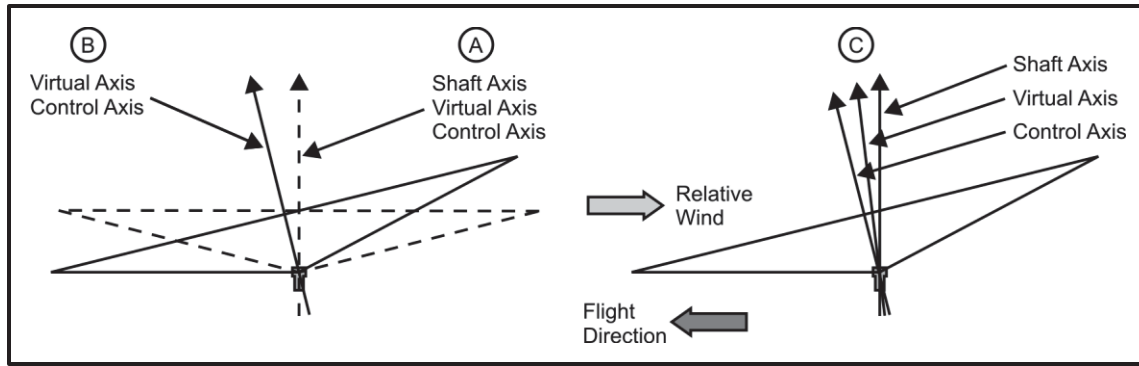 B
Virtual Axis
Control Axis
A
Shaft Axis
Virtual Axis
Control Axis
Relative
Wind
Flight
Direction
C
Shaft Axis
Virtual Axis
Control Axis